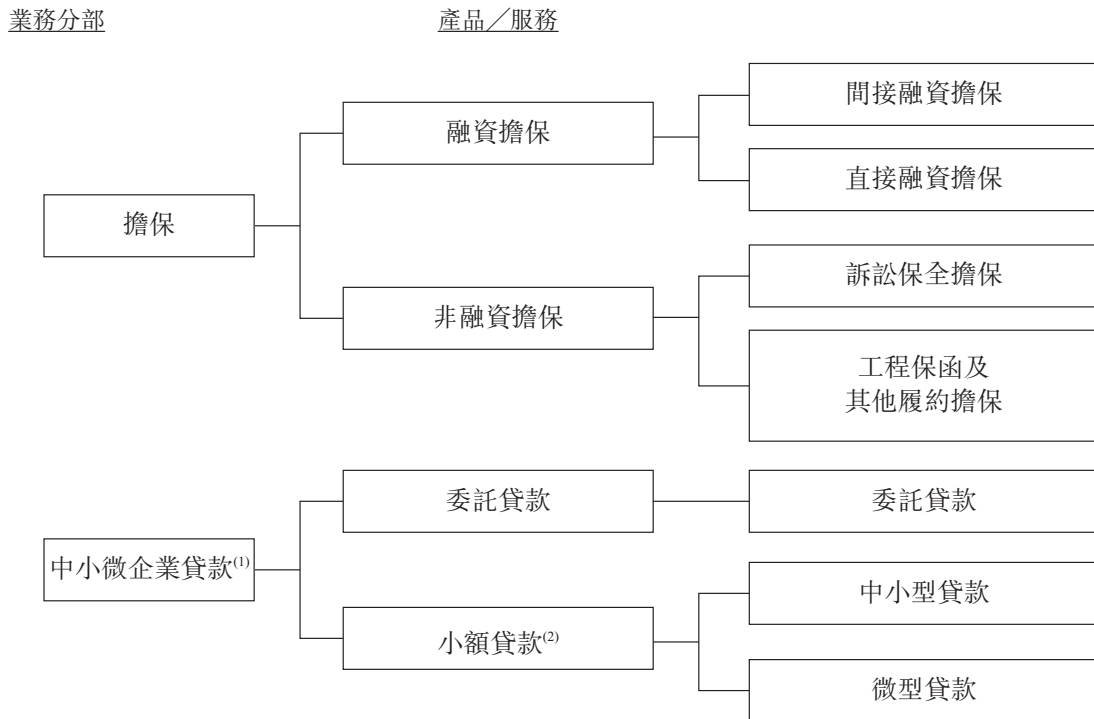 業務分部
產品／服務
間接融資擔保
融資擔保
直接融資擔保
擔保
訴訟保全擔保
非融資擔保
工程保函及
其他履約擔保
委託貸款
委託貸款
中小微企業貸款(1)
中小型貸款
小額貸款(2)
微型貸款